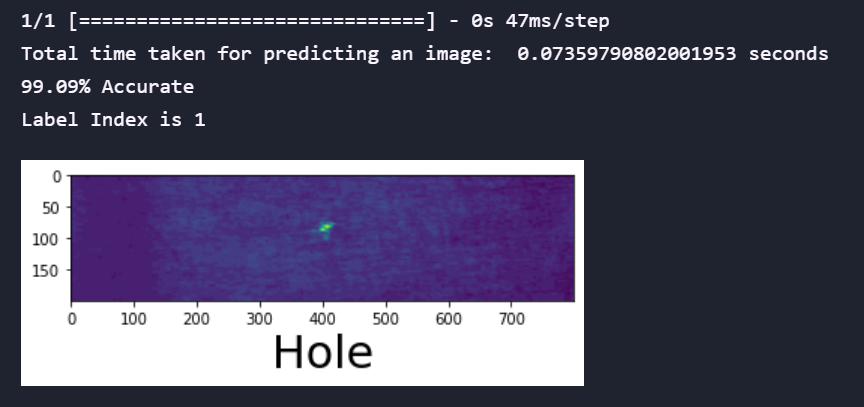 1/1 [==============================] - 0s 47ms/step
Total time taken for predicting an image:  0.07359790802001953 seconds
99.09% Accurate
Label Index is 1
0
50
100
150
0 100 200 300 400 500 600 700
Hole